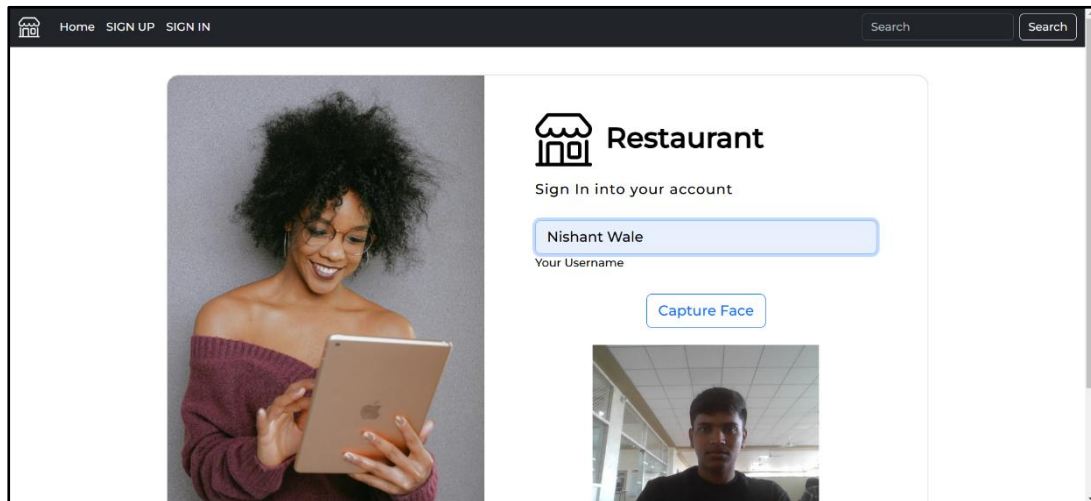 Home SIGN UP SIGN IN
Search
Search
Restaurant
Sign In into your account
Nishant Wale
Your Username
Capture Face